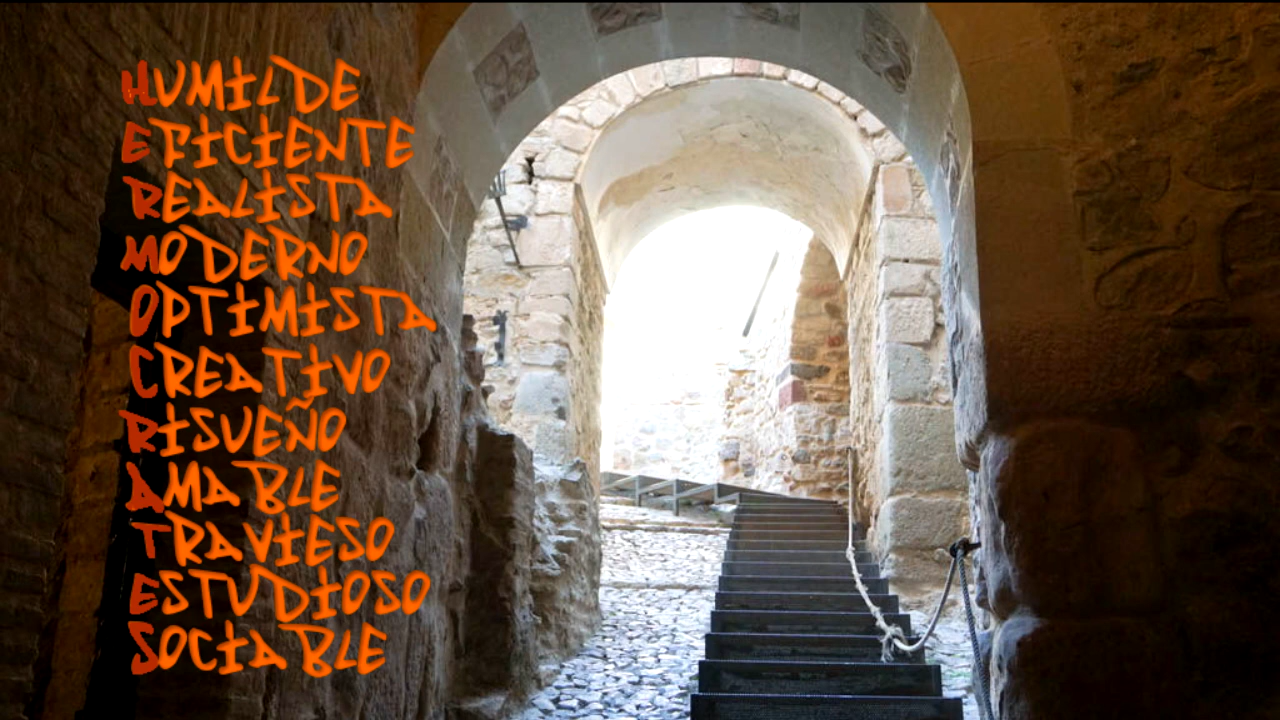 HUMILDE
EFICIENTE
REALISTA
MODERNO
OPTIMISTA
CREATIVO
RISUEÑO
AMABLE
TRAVIESO
ESTUDIOSO
SOCIABLE